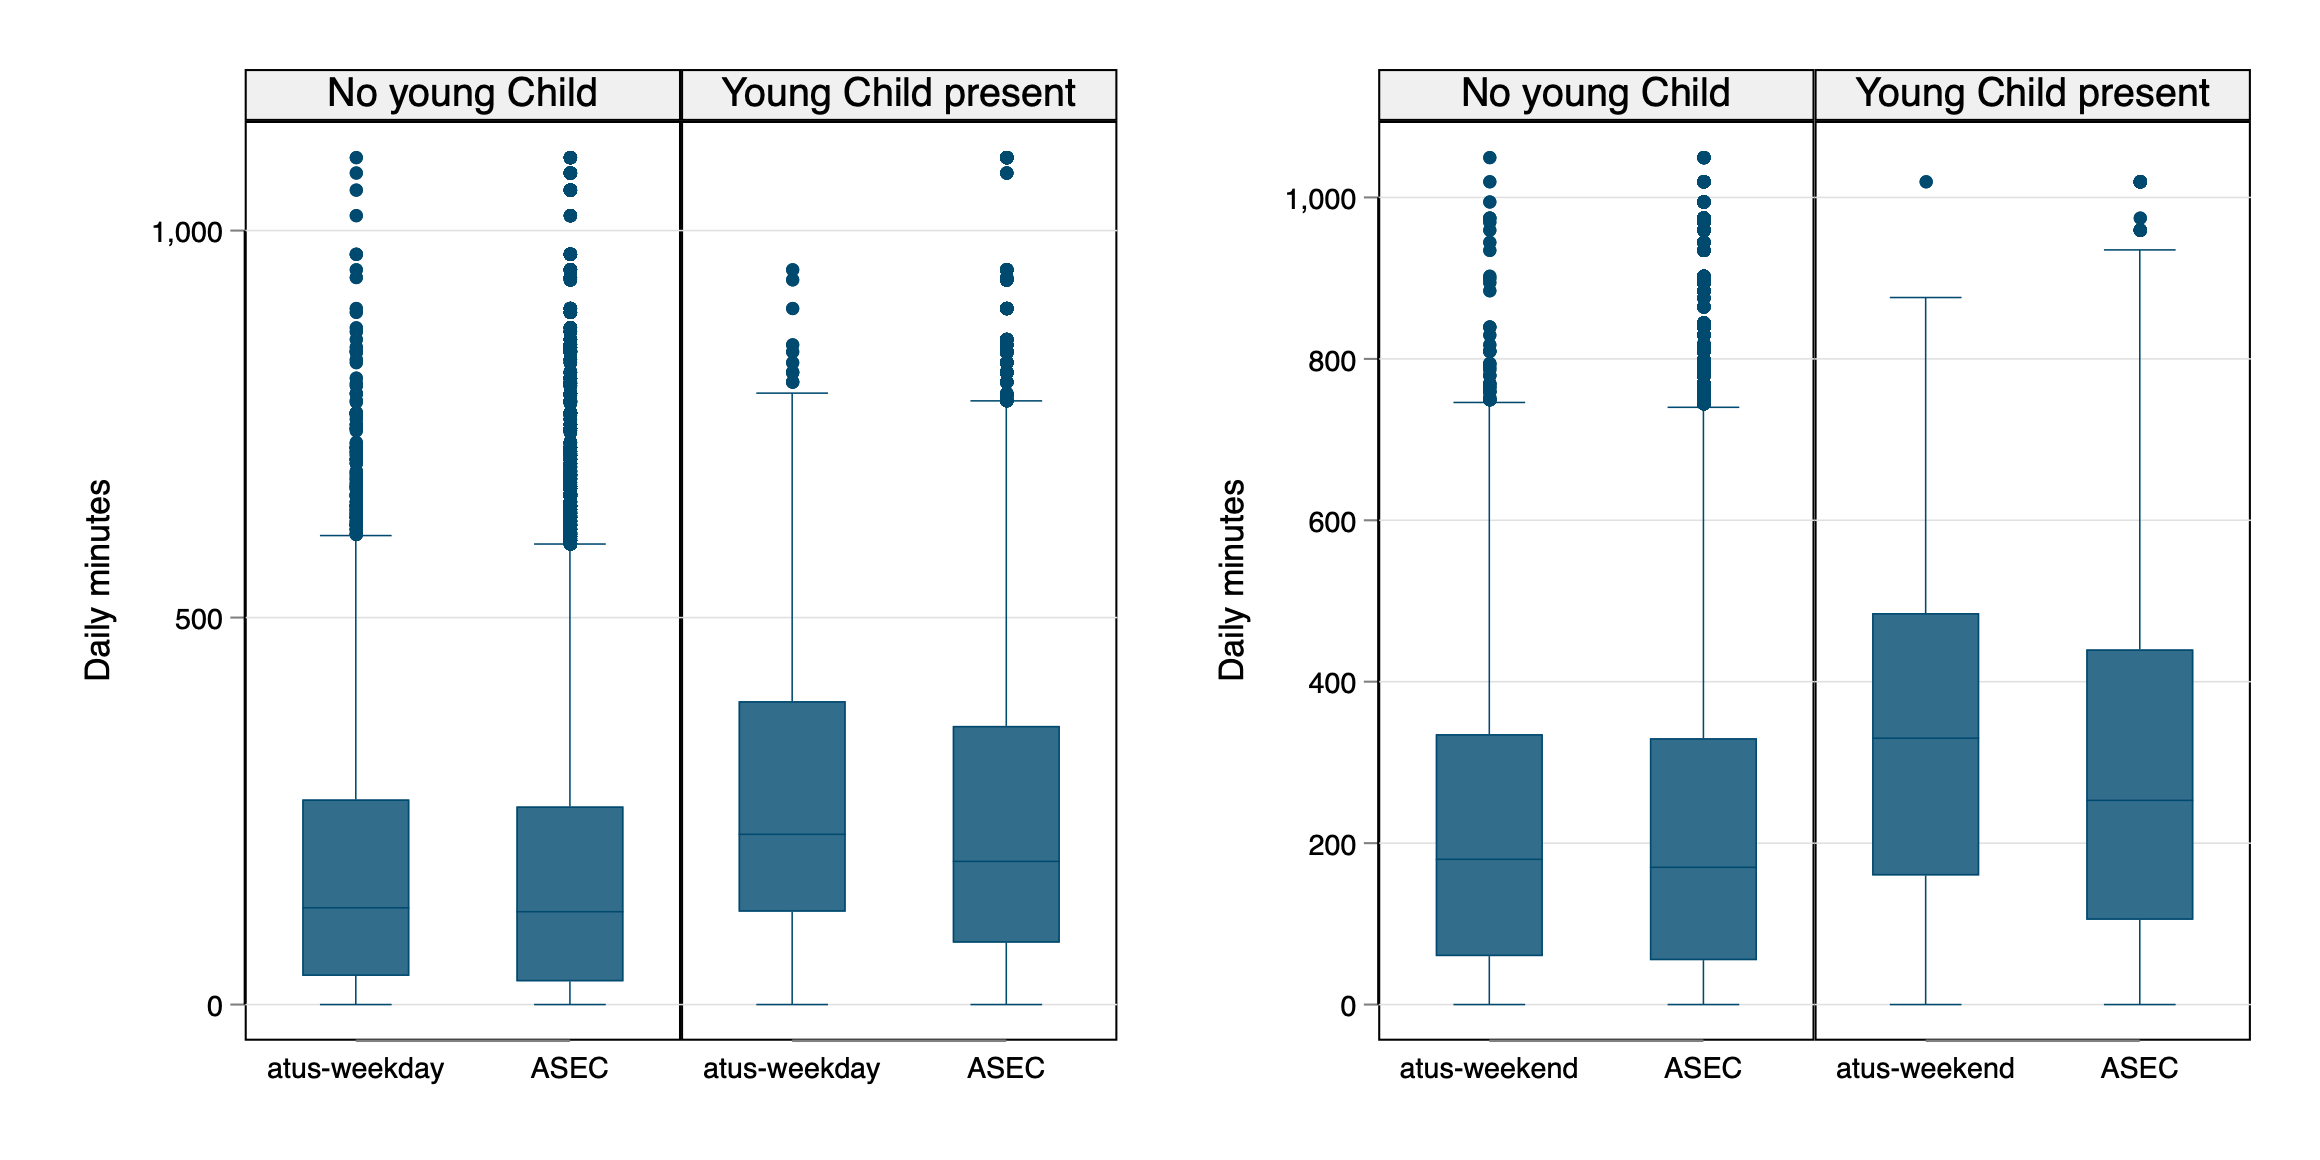 No young Child
Young Child present
Daily minutes
1,000
500
0
atus-weekday
ASEC
atus-weekday
ASEC
No young Child
Young Child present
Daily minutes
1,000
800
600
400
200
0
atus-weekend
ASEC
atus-weekend
ASEC